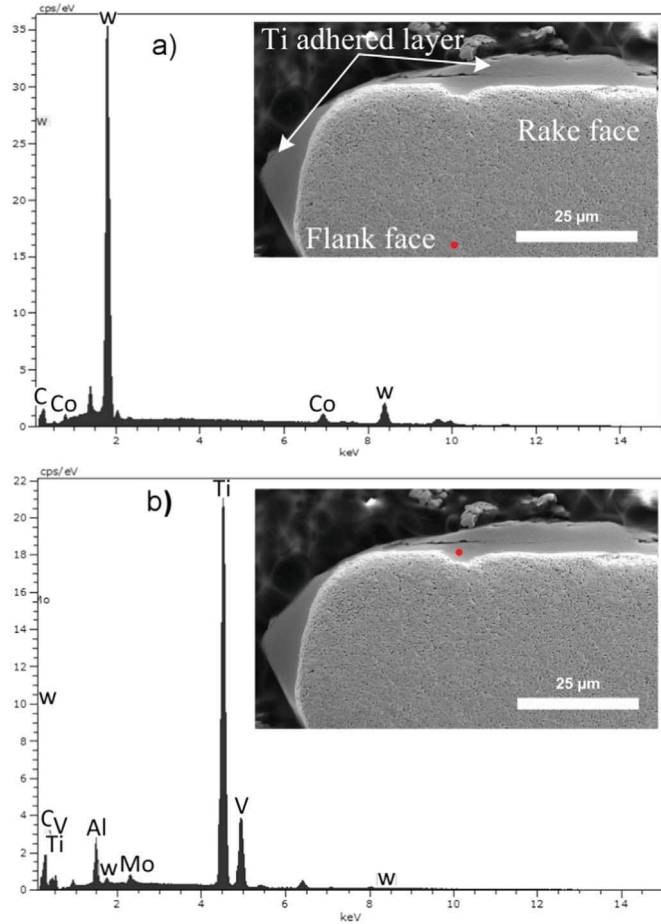 cps/eV
W
a)
Ti adhered layer
35
30
W
25
20
15
10
5
0
Rake face
25 µm
Flank face
C
Co
Co
W
2
4
6
8
10
12
14
keV
cps/eV
22
Ti
b)
20
18
16
Mo
14
12
10
W
8
6
4
2
0
25 µm
C
V
Ti
Al
W
Mo
V
W
2
4
6
8
10
12
14
keV